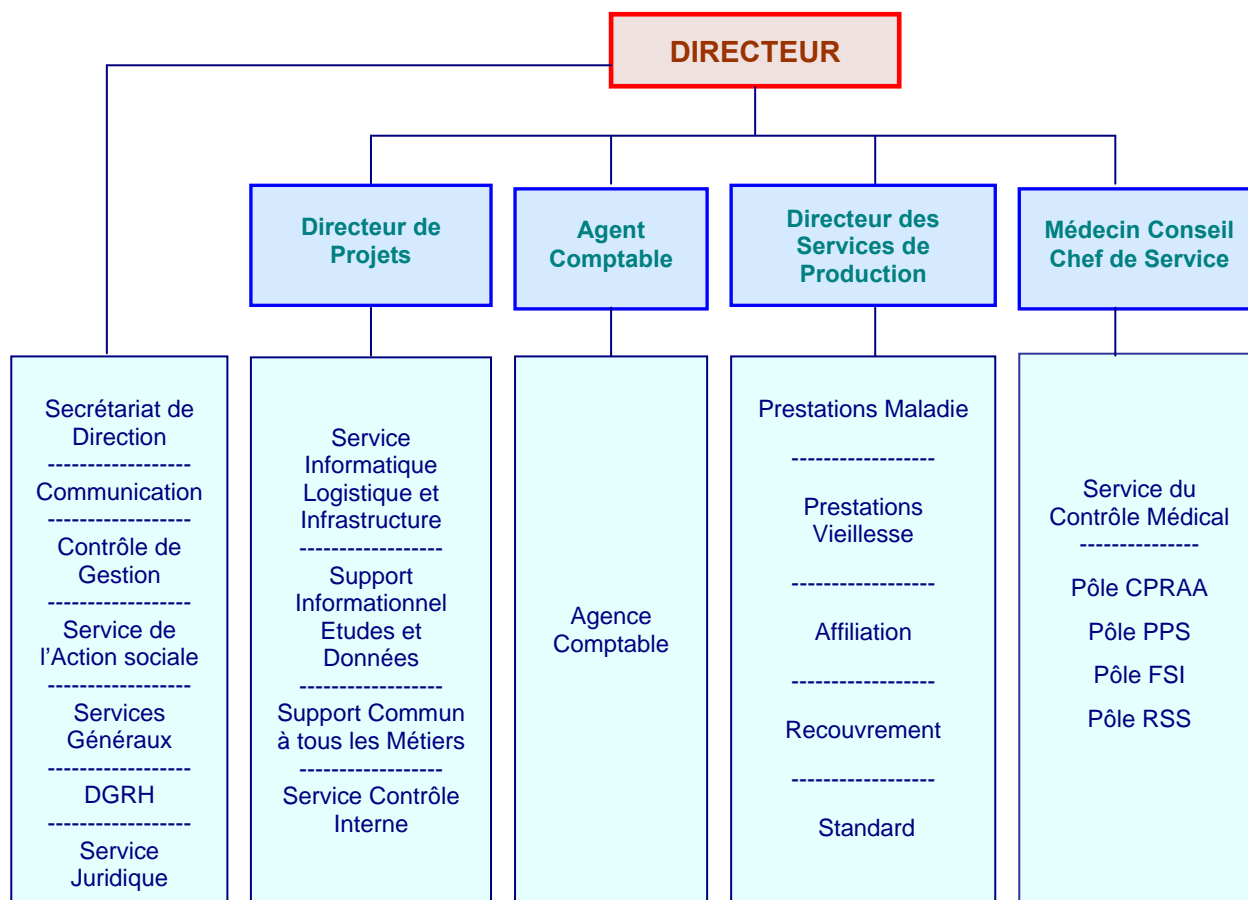 DIRECTEUR
Directeur de
Projets
Agent
Comptable
Directeur des
Services de
Production
Médecin Conseil
Chef de Service
Secrétariat de
Direction
-------------------
Communication
-------------------
Contrôle de
Gestion
-------------------
Service de
l’Action sociale
-------------------
Services
Généraux
-------------------
DGRH
-------------------
Service
Juridique
Service
Informatique
Logistique et
Infrastructure
-------------------
Support
Informationnel
Etudes et
Données
-------------------
Support Commun
à tous les Métiers
-------------------
Service Contrôle
Interne
Agence
Comptable
Prestations Maladie
-------------------
Prestations
Vieillesse
-------------------
Affiliation
-------------------
Recouvrement
-------------------
Standard
Service du
Contrôle Médical
---------------
Pôle CPRAA
Pôle PPS
Pôle FSI
Pôle RSS